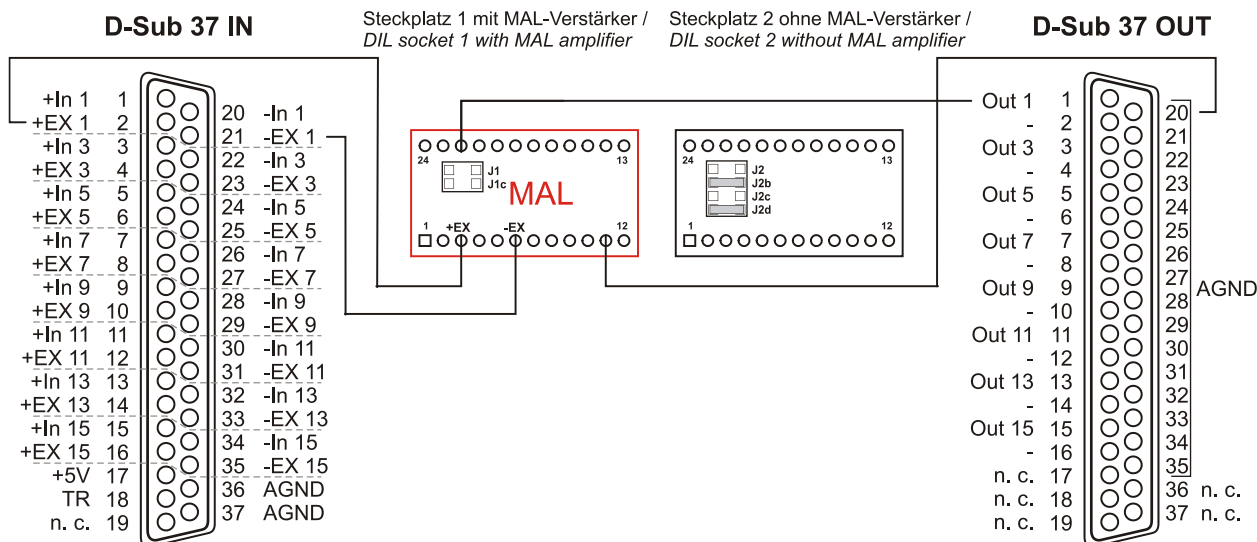 D-Sub 37 IN
Steckplatz 1 mit MAL-Verstärker /
DIL socket 1 with MAL amplifier
Steckplatz 2 ohne MAL-Verstärker /
DIL socket 2 without MAL amplifier
D-Sub 37 OUT
+In 1 1
20 -In 1
+EX 1 2
21 -EX 1
+In 3 3
22 -In 3
+EX 3 4
23 -EX 3
+In 5 5
24 -In 5
+EX 5 6
25 -EX 5
+In 7 7
26 -In 7
+EX 7 8
27 -EX 7
+In 9 9
28 -In 9
+EX 9 10
29 -EX 9
+In 11 11
30 -In 11
+EX 11 12
31 -EX 11
+In 13 13
32 -In 13
+EX 13 14
33 -EX 13
+In 15 15
34 -In 15
+EX 15 16
35 -EX 15
+5V 17
36 AGND
TR 18
37 AGND
n. c. 19
24 13
J1
J1c
MAL
1 +EX -EX 12
24 13
J2
J2b
J2c
J2d
1 12
Out 1 1
20
- 2
21
Out 3 3
22
- 4
23
Out 5 5
24
- 6
25
Out 7 7
26
- 8
27
Out 9 9
28
AGND
- 10
29
Out 11 11
30
- 12
31
Out 13 13
32
- 14
33
Out 15 15
34
- 16
35
n. c. 17
36 n. c.
n. c. 18
37 n. c.
n. c. 19